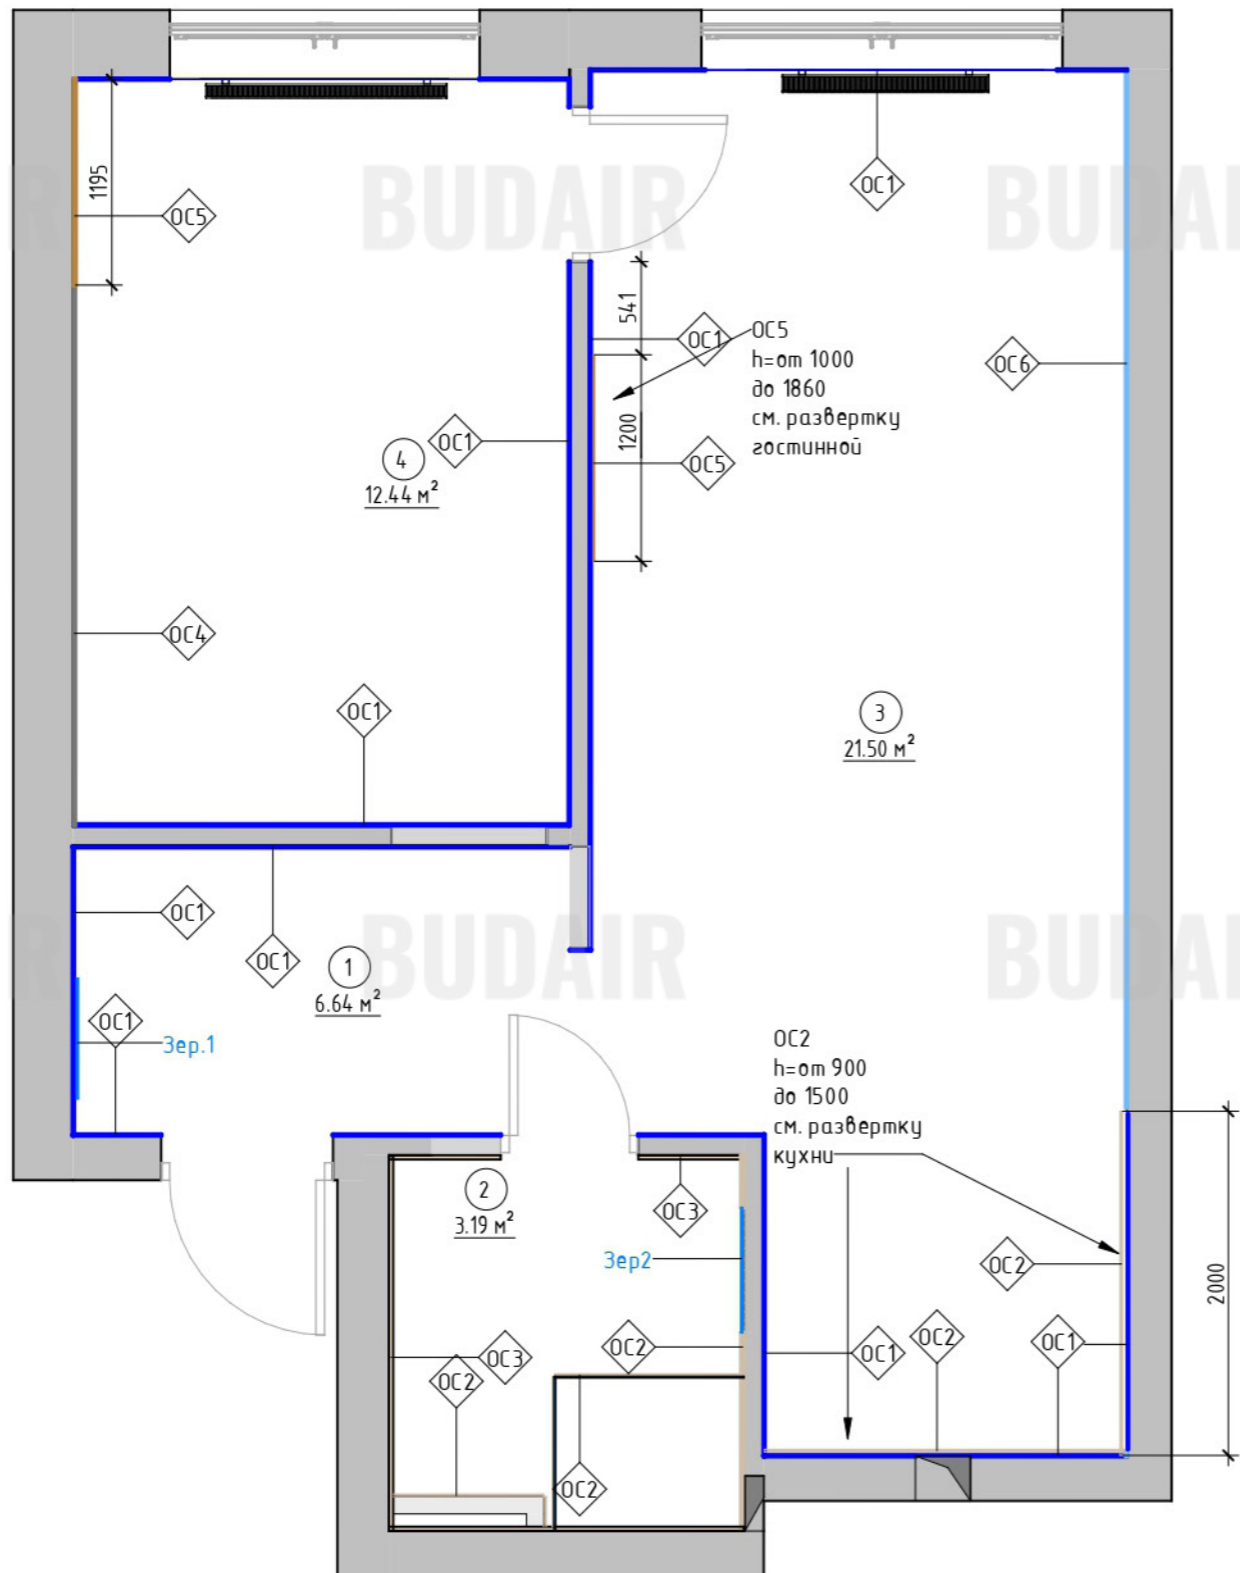 BUDAIR
BUDAI
1195
ОС5
ОС1
541
ОС1
ОС5
h=от 1000
до 1860
см. развертку
гостинной
ОС6
1200
ОС1
ОС5
4
12.44 м²
ОС4
ОС1
3
21.50 м²
ОС1
ОС1
R
BUDAIR
BUDAI
1
6.64 м²
ОС1
Зер.1
ОС2
h=от 900
до 1500
см. развертку
кухни
2
3.19 м²
ОС3
Зер2
ОС2
2000
ОС3
ОС2
ОС2
ОС1
ОС2
ОС1
ОС2